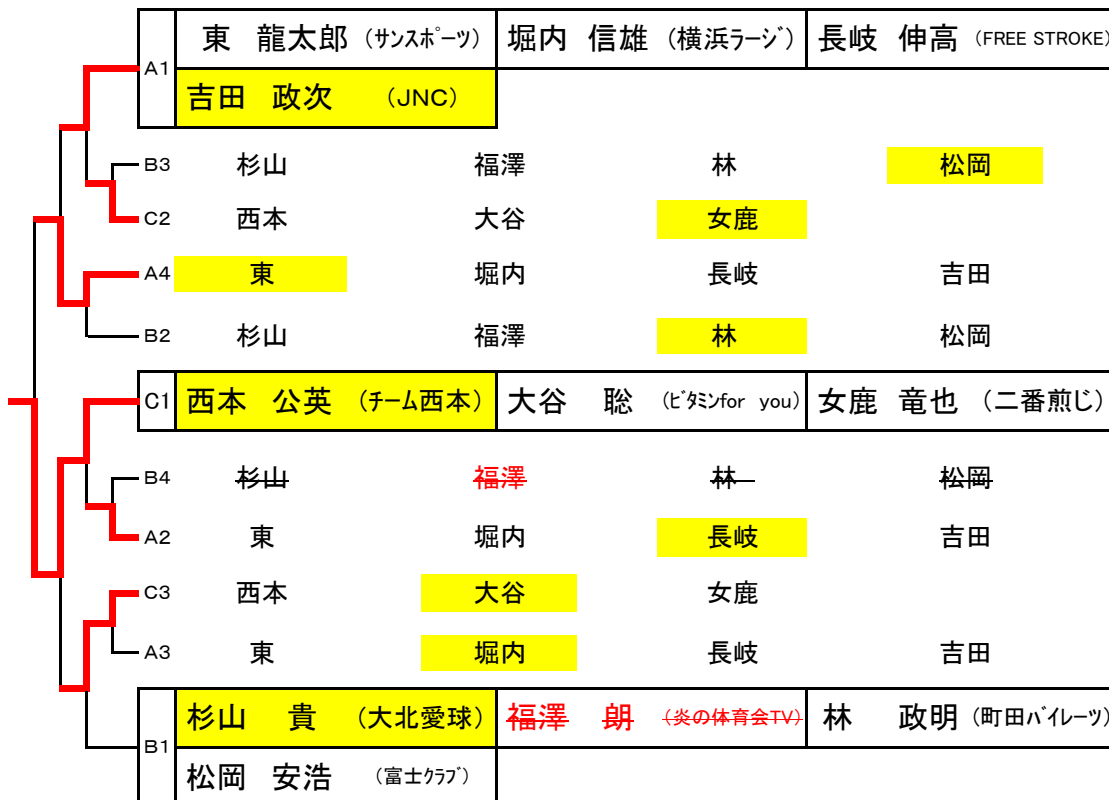 A1 東 龍太郎 (サンスポーツ) 堀内 信雄 (横浜ラージ) 長岐 伸高 (FREE STROKE)
吉田 政次 (JNC)
B3 杉山 福澤 林 松岡
C2 西本 大谷 女鹿
A4 東 堀内 長岐 吉田
B2 杉山 福澤 林 松岡
C1 西本 公英 (チーム西本) 大谷 聡 (ビタミンfor you) 女鹿 竜也 (二番煎じ)
B4 杉山 福澤 林 松岡
A2 東 堀内 長岐 吉田
C3 西本 大谷 女鹿
A3 東 堀内 長岐 吉田
B1 杉山 貴 (大北愛球) 福澤 朗 (炎の体育会TV) 林 政明 (町田パイレーツ)
松岡 安浩 (富士クラブ)